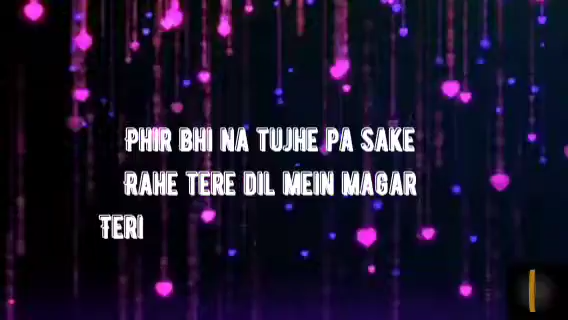 PHIR BHI NA TUJHE PA SAKE
RAHE TERE DIL MEIN MAGAR
TERI